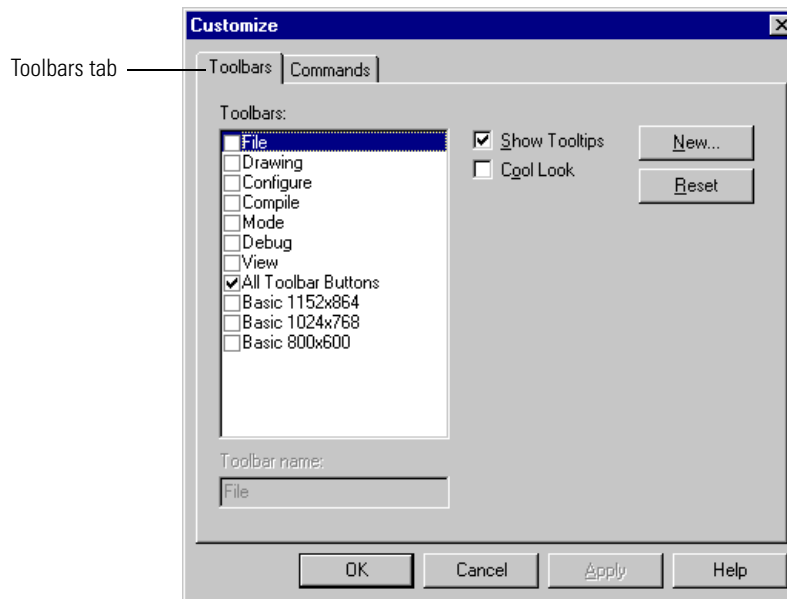 Customize
Toolbars tab
Toolbars
Commands
Toolbars:
File
Drawing
Configure
Compile
Mode
Debug
View
All Toolbar Buttons
Basic 1152x864
Basic 1024x768
Basic 800x600
Show Tooltips
Cool Look
New...
Reset
Toolbar name:
File
OK
Cancel
Apply
Help